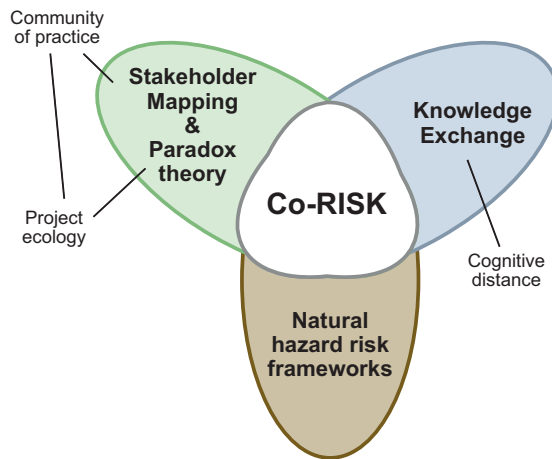 Community
of practice
Stakeholder
Mapping
&
Paradox
theory
Knowledge
Exchange
Co-RISK
Project
ecology
Cognitive
distance
Natural
hazard risk
frameworks